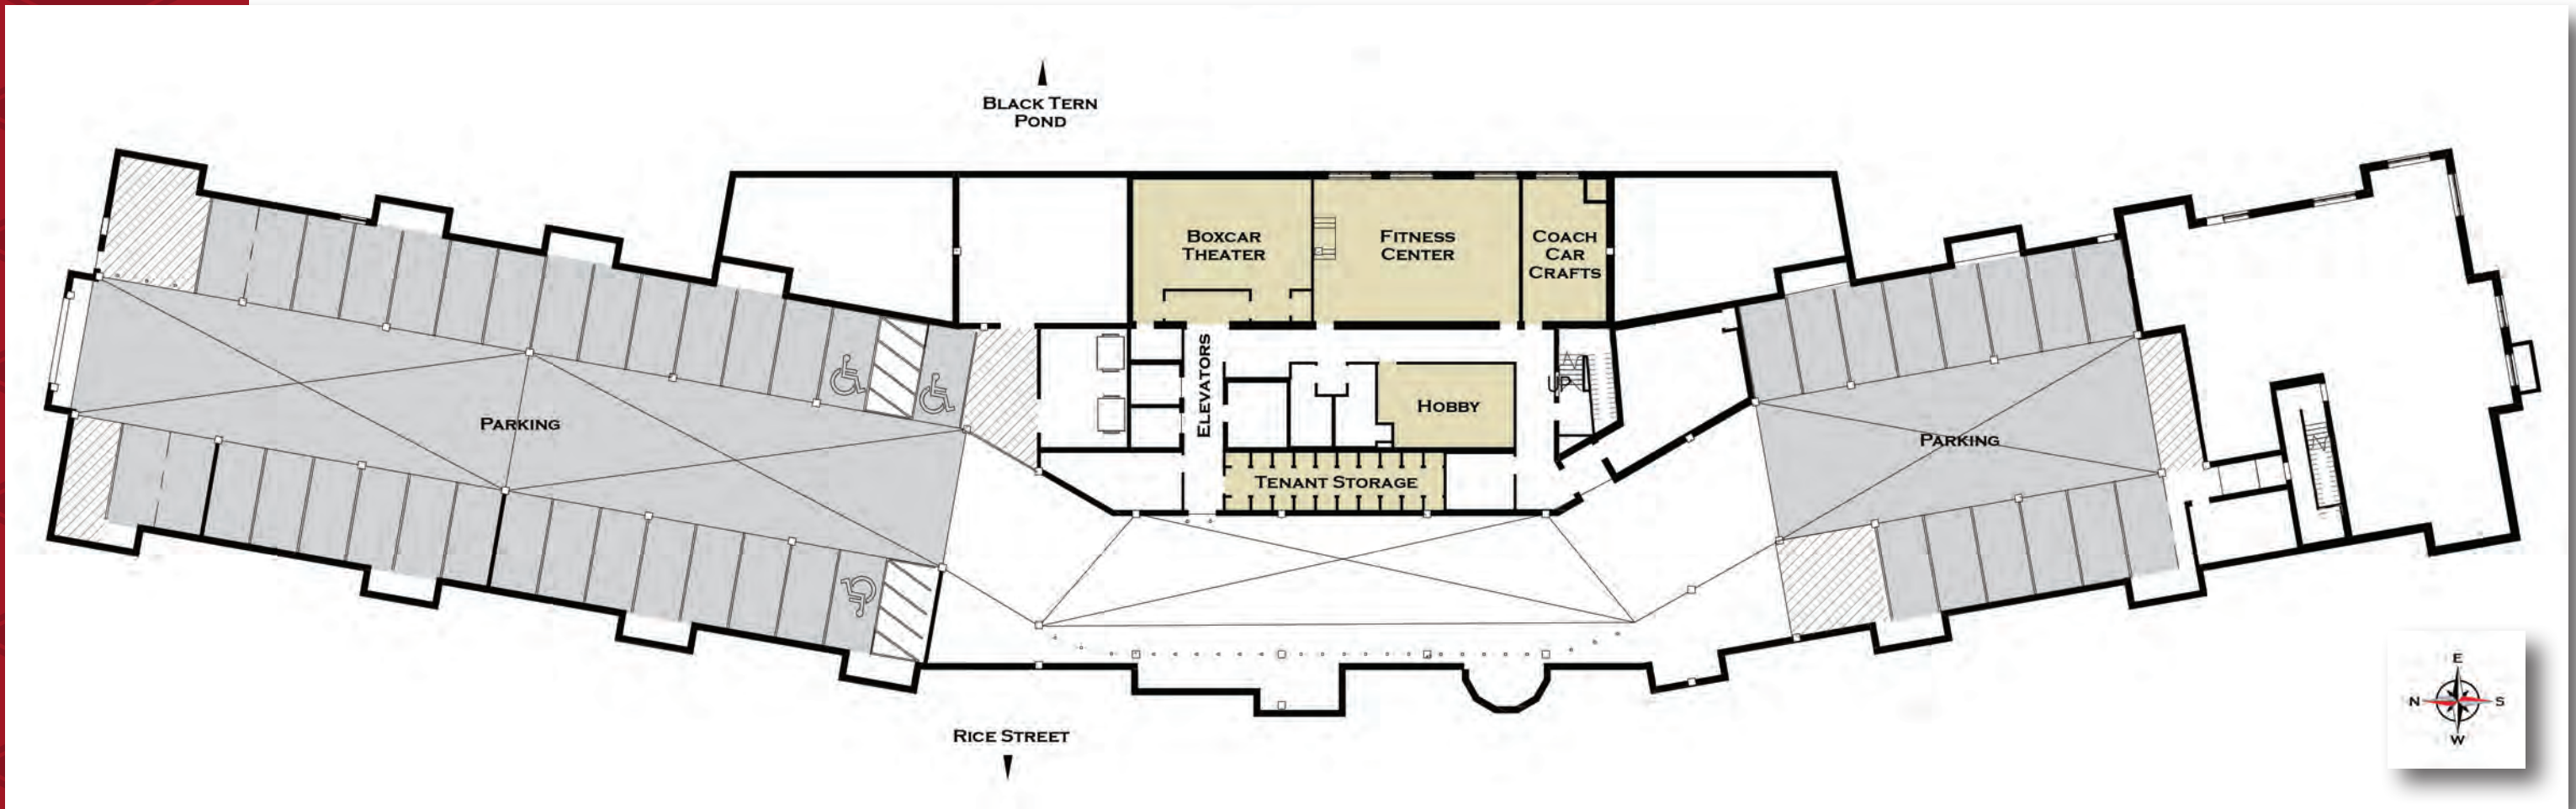 BLACK TERN
POND
BOXCAR
THEATER
FITNESS
CENTER
COACH
CAR
CRAFTS
ELEVATORS
UP
HOBBY
PARKING
PARKING
TENANT STORAGE
RICE STREET
E
N
S
W